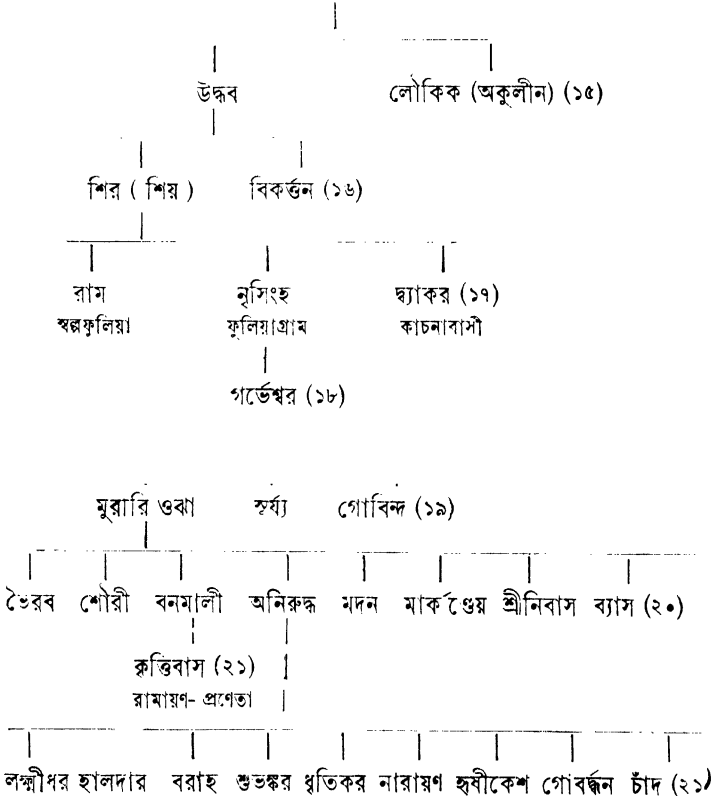 উদ্ধব লৌকিক (অকুলীন) (১৫)
শির ( শিয় ) বিকর্ত্তন (১৬)
রাম নৃসিংহ দ্ব্যাকর (১৭)
স্বল্পফুলিয়া ফুলিয়াগ্রাম কাচনাবাসী
গর্ভেশ্বর (১৮)
মুরারি ওঝা সূর্য্য গোবিন্দ (১৯)
ভৈরব শৌরী বনমালী অনিরুদ্ধ মদন মার্কণ্ডেয় শ্রীনিবাস ব্যাস (২০)
কৃত্তিবাস (২১)
রামায়ণ-প্রণেতা
লক্ষ্মীধর হালদার বরাহ শুভঙ্কর ধৃতিকর নারায়ণ হৃষীকেশ গোবর্দ্ধন চাঁদ (২১)